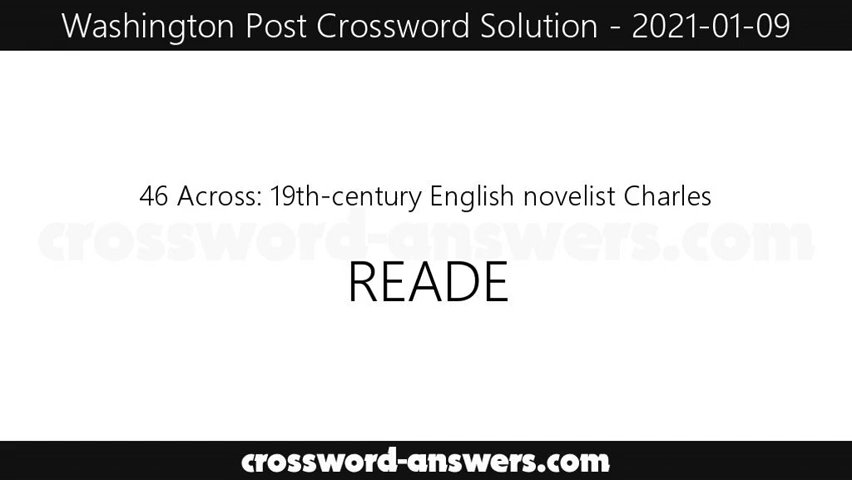 Washington Post Crossword Solution - 2021-01-09
46 Across: 19th-century English novelist Charles
crossword-answers.com
READE
crossword-answers.com